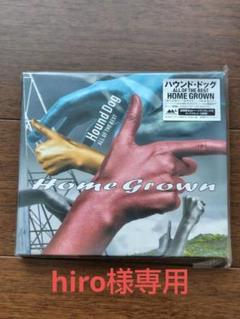 ハウンド・ドッグ
ALL OF THE BEST
HOME GROWN
Hound Dog
ALL OF THE BEST
Home Grown
hiro様専用